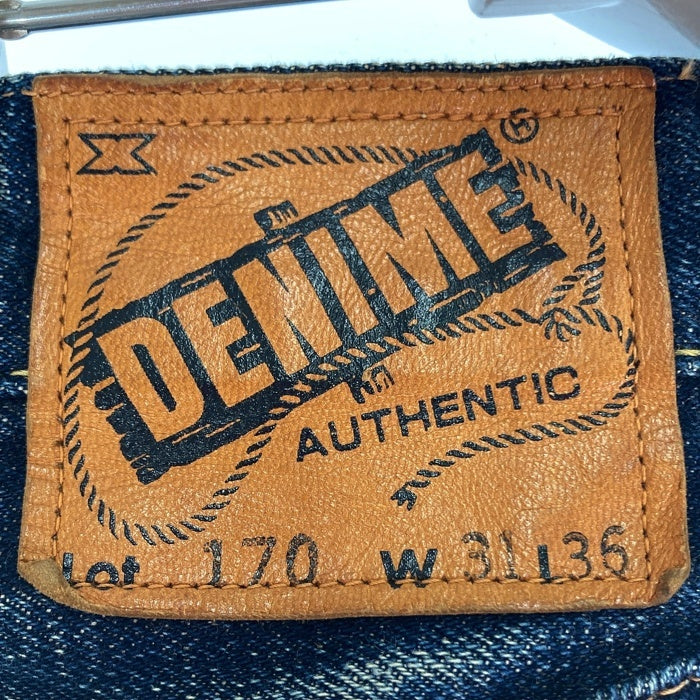 DENIME
AUTHENTIC
Lot 170 W 31 L 36